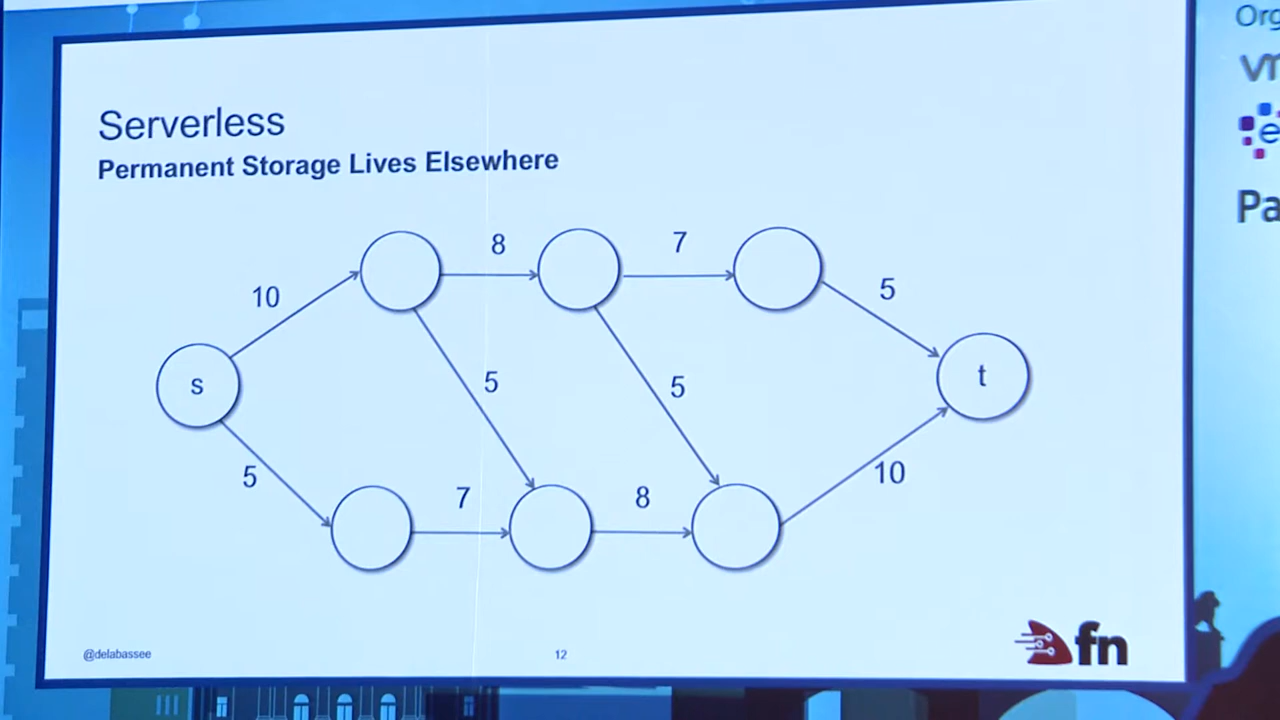 Serverless
Permanent Storage Lives Elsewhere
8
7
10
5
5
5
s
t
5
7
8
10
@delabassee
12
fn
Org
e
Pa